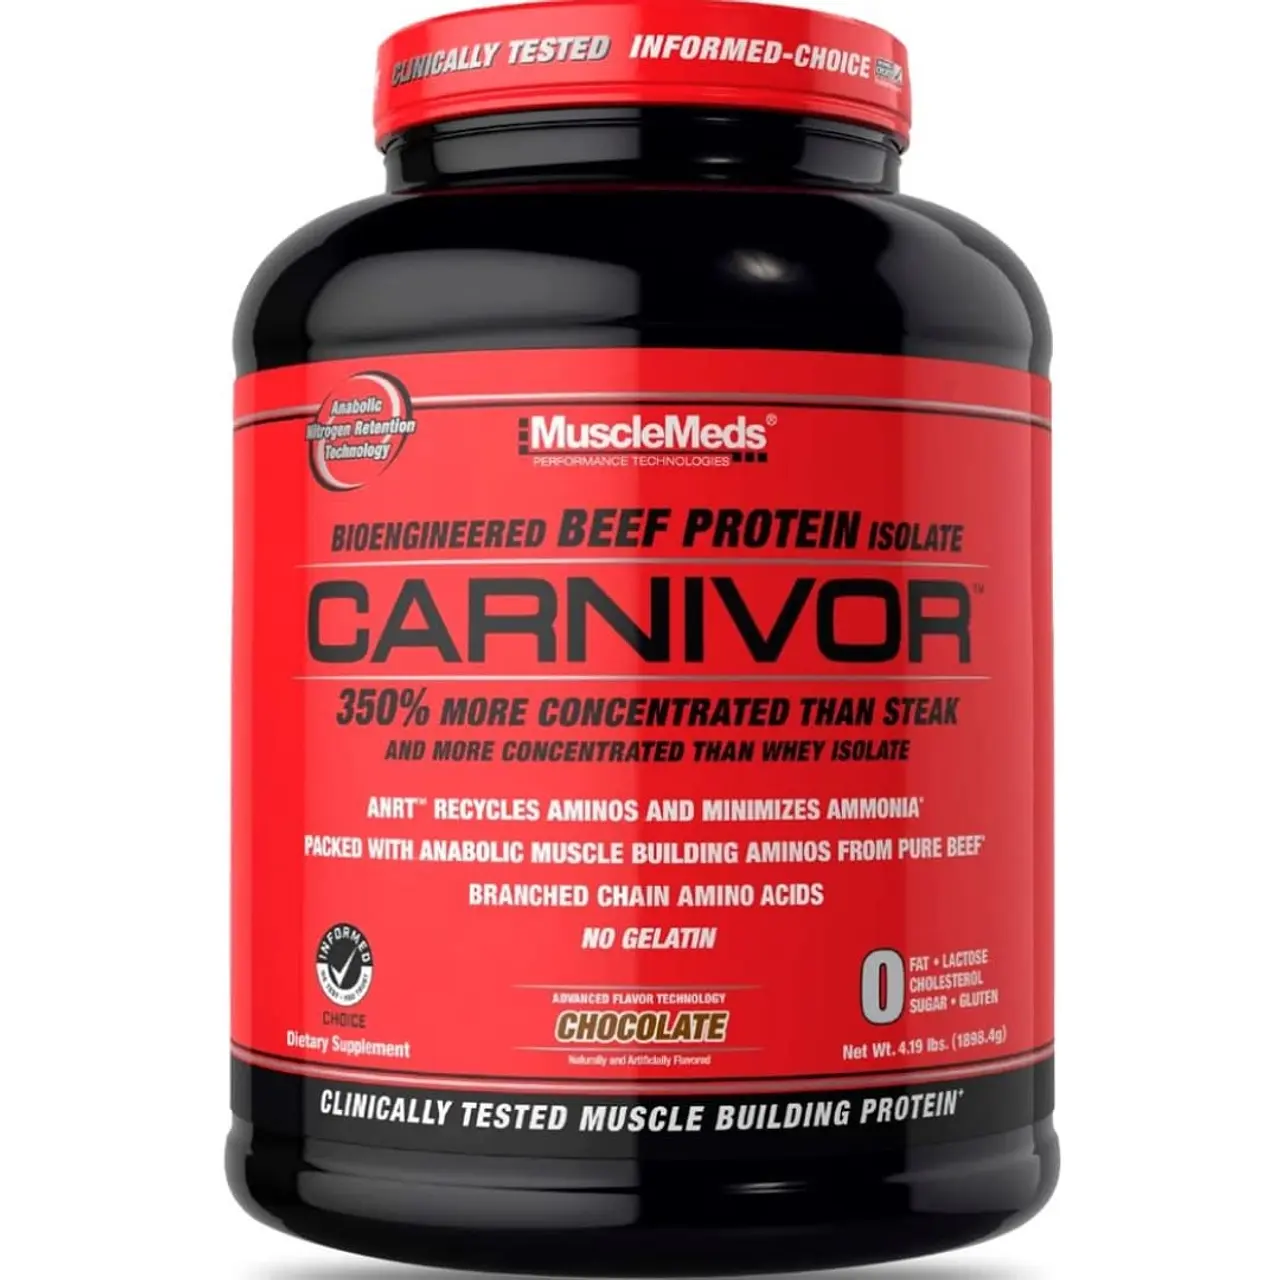 CLINICALLY TESTED INFORMED-CHOICE
Anabolic
Nitrogen Retention
Technology
MuscleMeds®
PERFORMANCE TECHNOLOGIES
BIOENGINEERED BEEF PROTEIN ISOLATE
CARNIVOR™
350% MORE CONCENTRATED THAN STEAK
AND MORE CONCENTRATED THAN WHEY ISOLATE
ANRT™ RECYCLES AMINOS AND MINIMIZES AMMONIA*
PACKED WITH ANABOLIC MUSCLE BUILDING AMINOS FROM PURE BEEF*
BRANCHED CHAIN AMINO ACIDS
NO GELATIN
INFORMED
CHOICE
Dietary Supplement
ADVANCED FLAVOR TECHNOLOGY
CHOCOLATE
Naturally and Artificially Flavored
0 FAT • LACTOSE
CHOLESTEROL
SUGAR • GLUTEN
Net Wt. 4.19 lbs. (1898.4g)
CLINICALLY TESTED MUSCLE BUILDING PROTEIN⁺